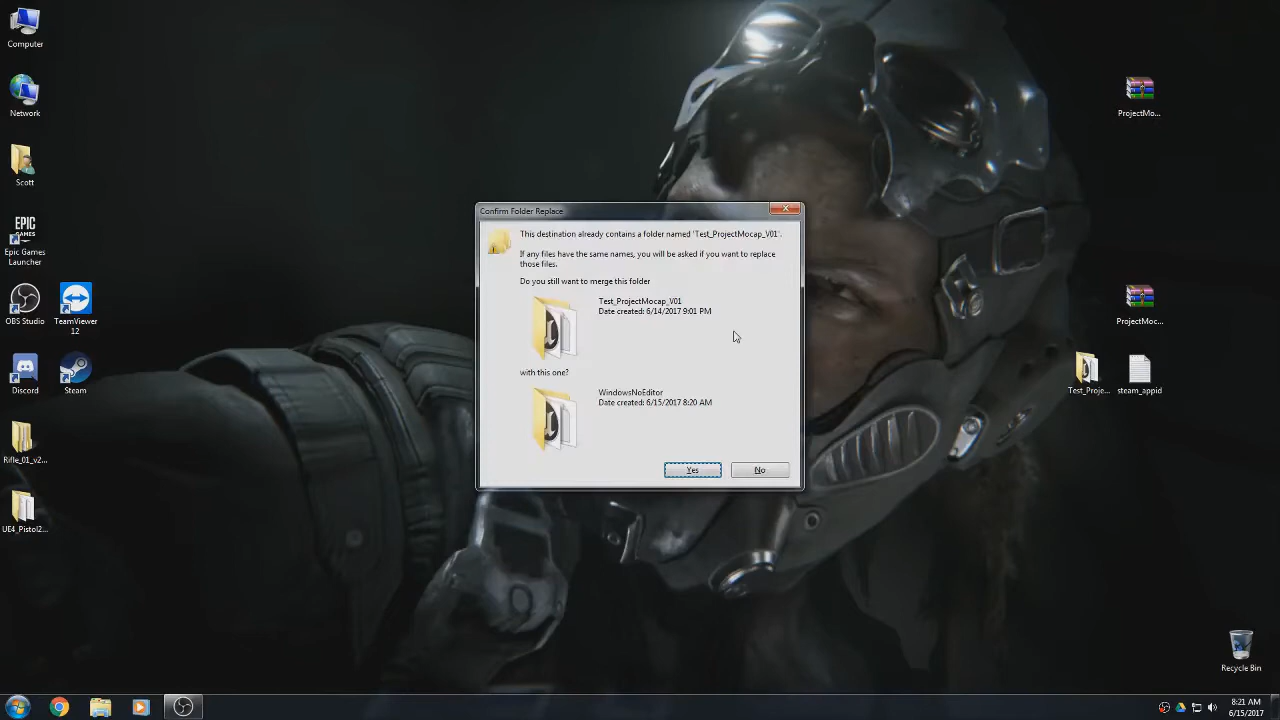 Computer
Network
Scott
EPIC
GAMES
Epic Games
Launcher
OBS Studio
TeamViewer
12
Discord
Steam
Rifle_01_v2...
UE4_Pistol2...
Confirm Folder Replace
This destination already contains a folder named 'Test_ProjectMocap_V01'.
If any files have the same names, you will be asked if you want to replace
those files.
Do you still want to merge this folder
Test_ProjectMocap_V01
Date created: 6/14/2017 9:01 PM
with this one?
WindowsNoEditor
Date created: 6/15/2017 8:20 AM
Yes
No
ProjectMo...
ProjectMoc...
Test_Proje...
steam_appid
Recycle Bin
8:21 AM
6/15/2017